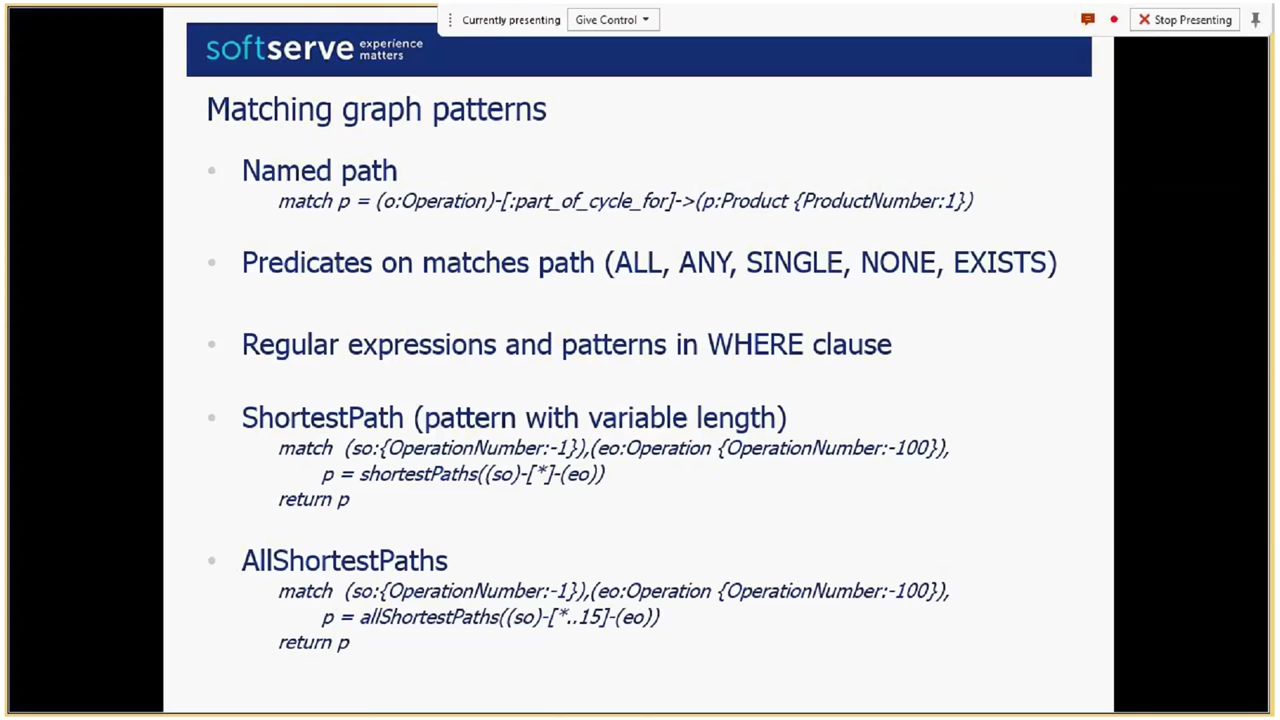 Currently presenting
Give Control
Stop Presenting
softserve experience matters
Matching graph patterns
• Named path
match p = (o:Operation)-[:part_of_cycle_for]->(p:Product {ProductNumber:1})
• Predicates on matches path (ALL, ANY, SINGLE, NONE, EXISTS)
• Regular expressions and patterns in WHERE clause
• ShortestPath (pattern with variable length)
match (so:{OperationNumber:-1}),(eo:Operation {OperationNumber:-100}),
p = shortestPaths((so)-[*]-(eo))
return p
• AllShortestPaths
match (so:{OperationNumber:-1}),(eo:Operation {OperationNumber:-100}),
p = allShortestPaths((so)-[*..15]-(eo))
return p